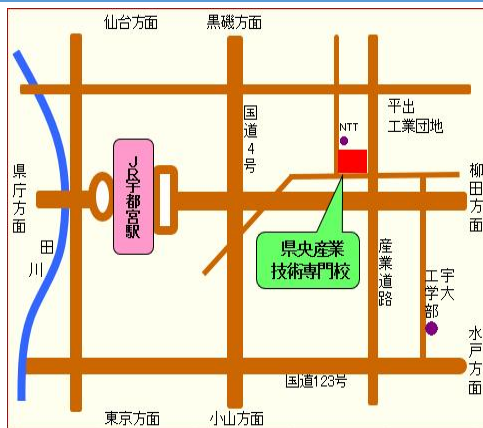 仙台方面
黒磯方面
国道4号
NTT
平出
工業団地
県庁方面
JR宇都宮駅
柳田方面
田川
県央産業
技術専門校
産業道路
宇大
工学部
水戸方面
国道123号
東京方面
小山方面